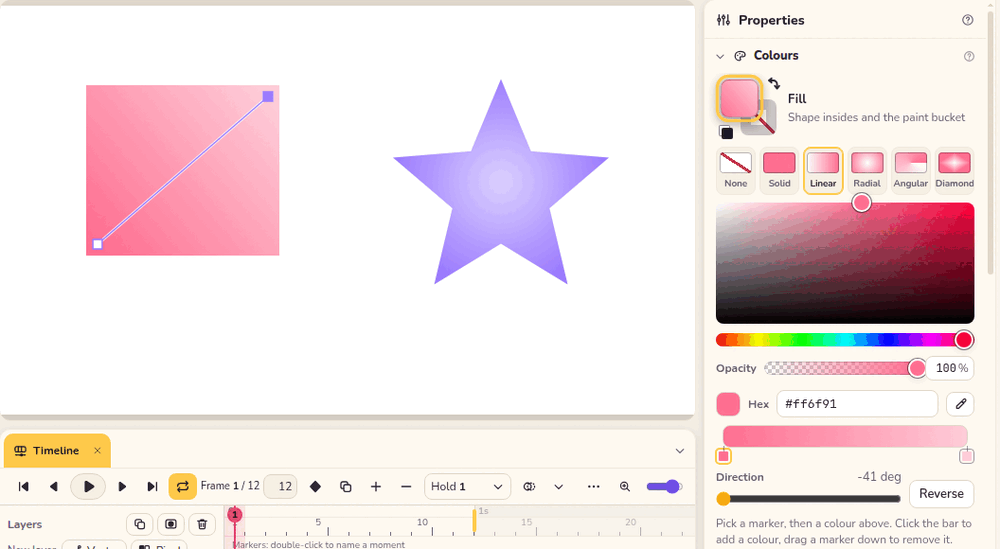 Properties
Colours
Fill
Shape insides and the paint bucket
None Solid Linear Radial Angular Diamond
Opacity 100%
Hex #ff6f91
Direction -41 deg
Reverse
Pick a marker, then a colour above. Click the bar to add a colour, drag a marker down to remove it.
Timeline
Frame 1 / 12 12 Hold 1
Layers
1 5 10 1s 15 20
Markers: double-click to name a moment
New layer